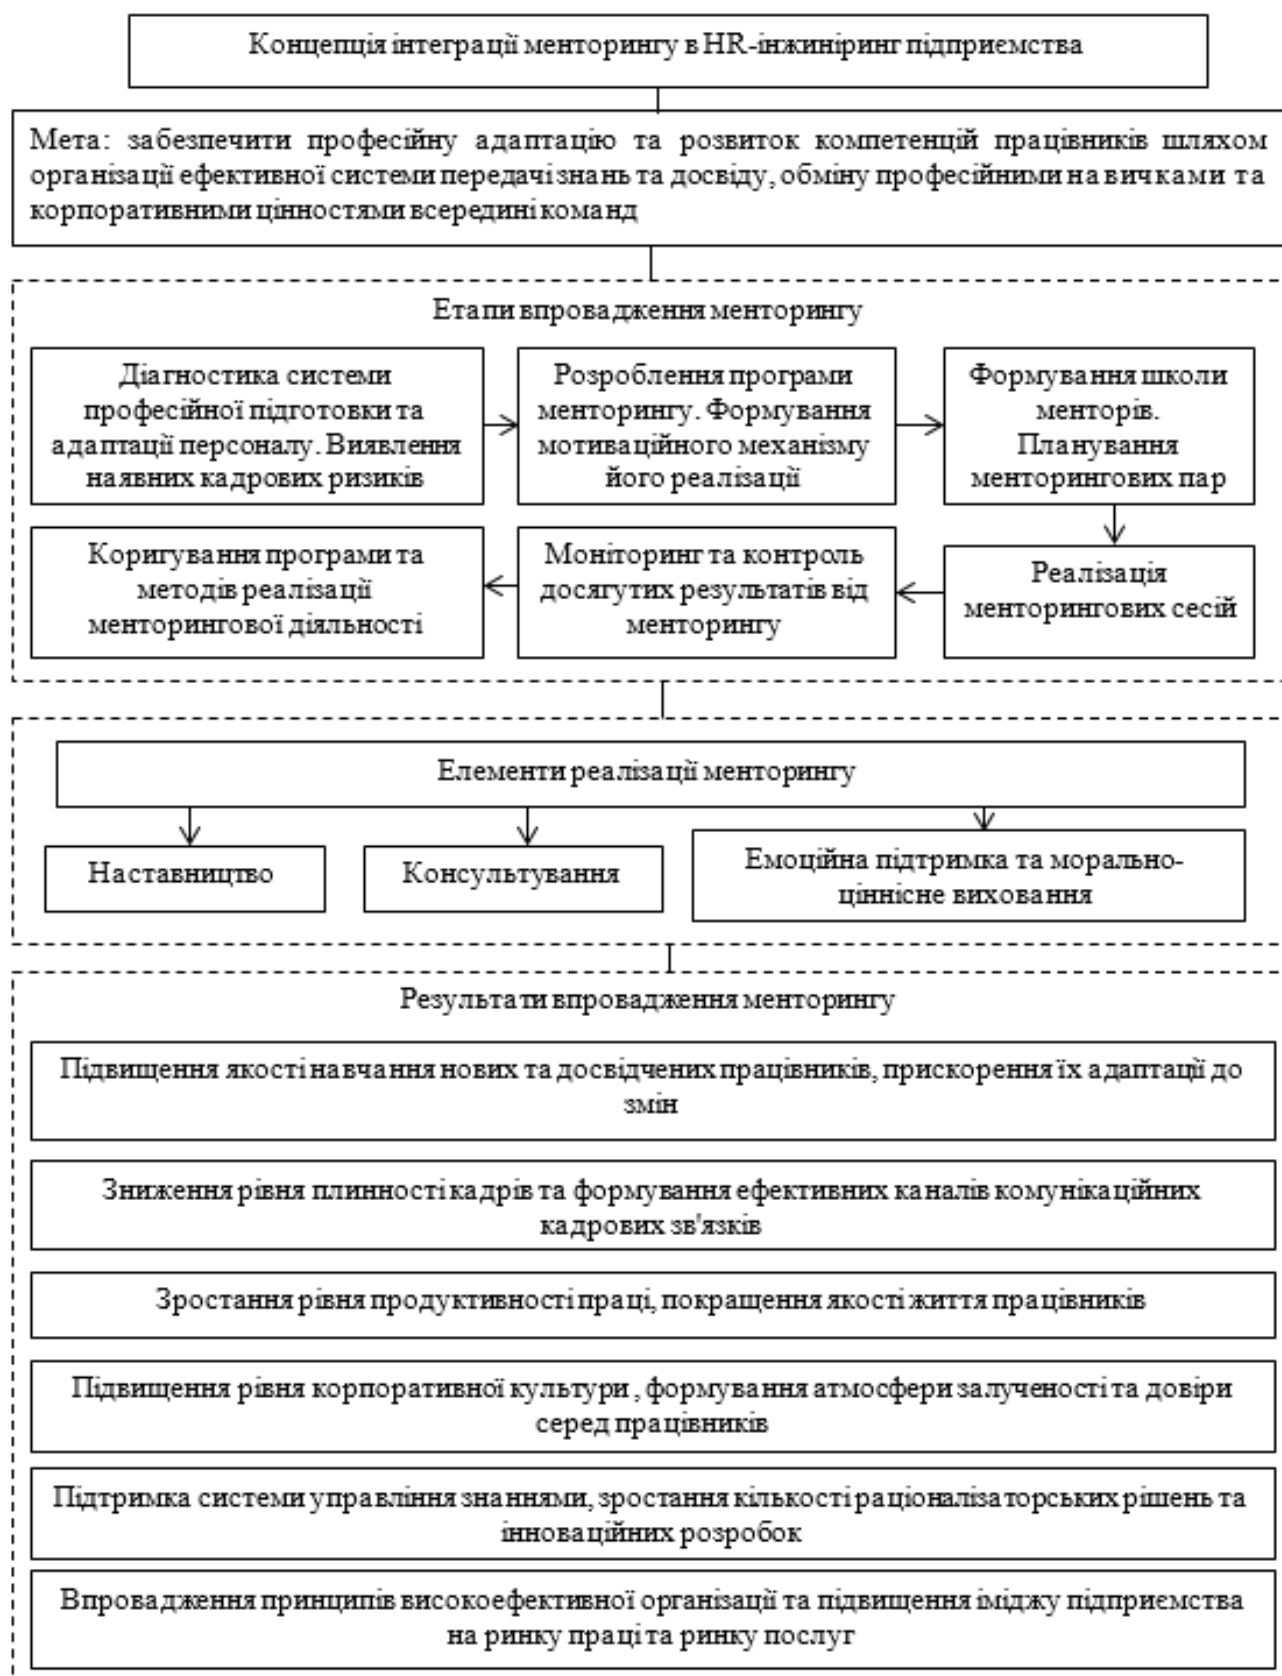 Концепція інтеграції менторингу в HR-інжиніринг підприємства
Мета: забезпечити професійну адаптацію та розвиток компетенцій працівників шляхом
організації ефективної системи передачі знань та досвіду, обміну професійними навичками та
корпоративними цінностями всередині команд
Етапи впровадження менторингу
Діагностика системи
професійної підготовки та
адаптації персоналу. Виявлення
наявних кадрових ризиків
Розроблення програми
менторингу. Формування
мотиваційного механізму
його реалізації
Формування школи
менторів.
Планування
менторингових пар
Коригування програми та
методів реалізації
менторингової діяльності
Моніторинг та контроль
досягутих результатів від
менторингу
Реалізація
менторингових сесій
Елементи реалізації менторингу
Наставництво
Консультування
Емоційна підтримка та морально-
ціннісне виховання
Результати впровадження менторингу
Підвищення якості навчання нових та досвідчених працівників, прискорення їх адаптації до
змін
Зниження рівня плинності кадрів та формування ефективних каналів комунікаційних
кадрових зв'язків
Зростання рівня продуктивності праці, покращення якості життя працівників
Підвищення рівня корпоративної культури , формування атмосфери залученості та довіри
серед працівників
Підтримка системи управління знаннями, зростання кількості раціоналізаторських рішень та
інноваційних розробок
Впровадження принципів високоефективної організації та підвищення іміджу підприємства
на ринку праці та ринку послуг